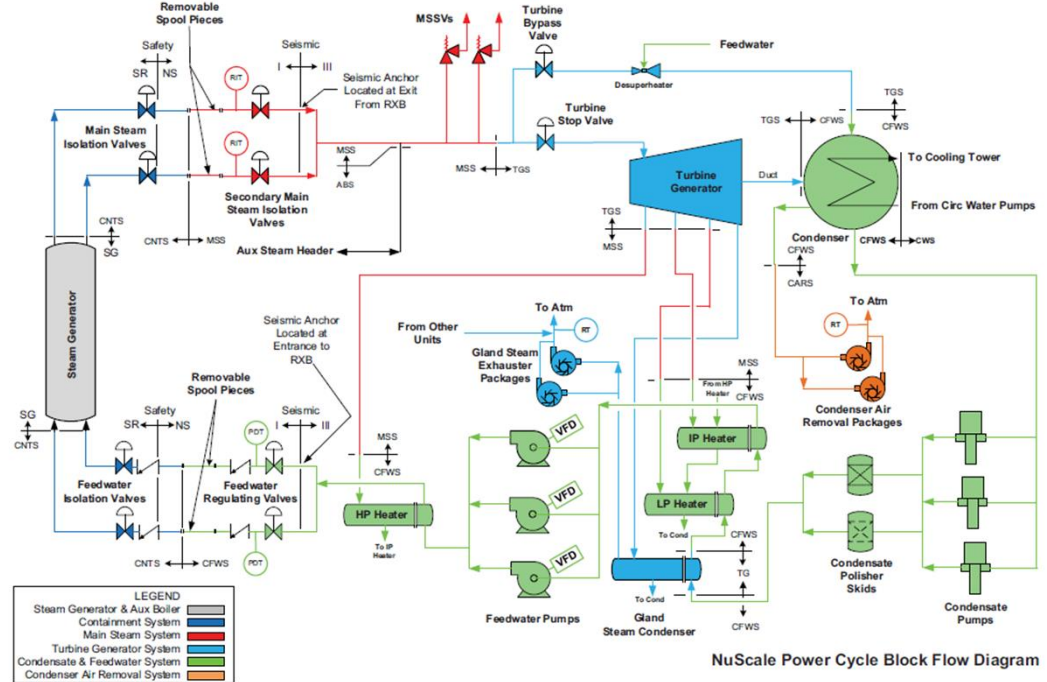 Removable
Spool Pieces
MSSVs
Turbine
Bypass
Valve
Safety
SR
NS
Seismic
I
III
Feedwater
RIT
Seismic Anchor
Located at Exit
From RXB
Desuperheater
TGS
CFWS
Main Steam
Isolation Valves
RIT
Turbine
Stop Valve
TGS
CFWS
MSS
ABS
MSS
TGS
To Cooling Tower
Turbine
Generator
Duct
From Circ Water Pumps
Secondary Main
Steam Isolation
Valves
CNTS
SG
CNTS
MSS
Aux Steam Header
TGS
MSS
Condenser
CFWS
CWS
CFWS
CARS
Steam Generator
Seismic Anchor
Located at
Entrance to
RXB
To Atm
RT
From Other
Units
Gland Steam
Exhauster
Packages
To Atm
RT
MSS
CFWS
From HP
Heater
Condenser Air
Removal Packages
Removable
Spool Pieces
SG
CNTS
Safety
SR
NS
Seismic
I
III
PDT
MSS
CFWS
VFD
IP Heater
Feedwater
Isolation Valves
Feedwater
Regulating Valves
HP Heater
VFD
LP Heater
To IP
Heater
To Cond
CFWS
TG
CFWS
PDT
CNTS
CFWS
VFD
To Cond
Feedwater Pumps
Gland
Steam Condenser
Condensate
Polisher
Skids
Condensate
Pumps
LEGEND
Steam Generator & Aux Boiler
Containment System
Main Steam System
Turbine Generator System
Condensate & Feedwater System
Condenser Air Removal System
NuScale Power Cycle Block Flow Diagram